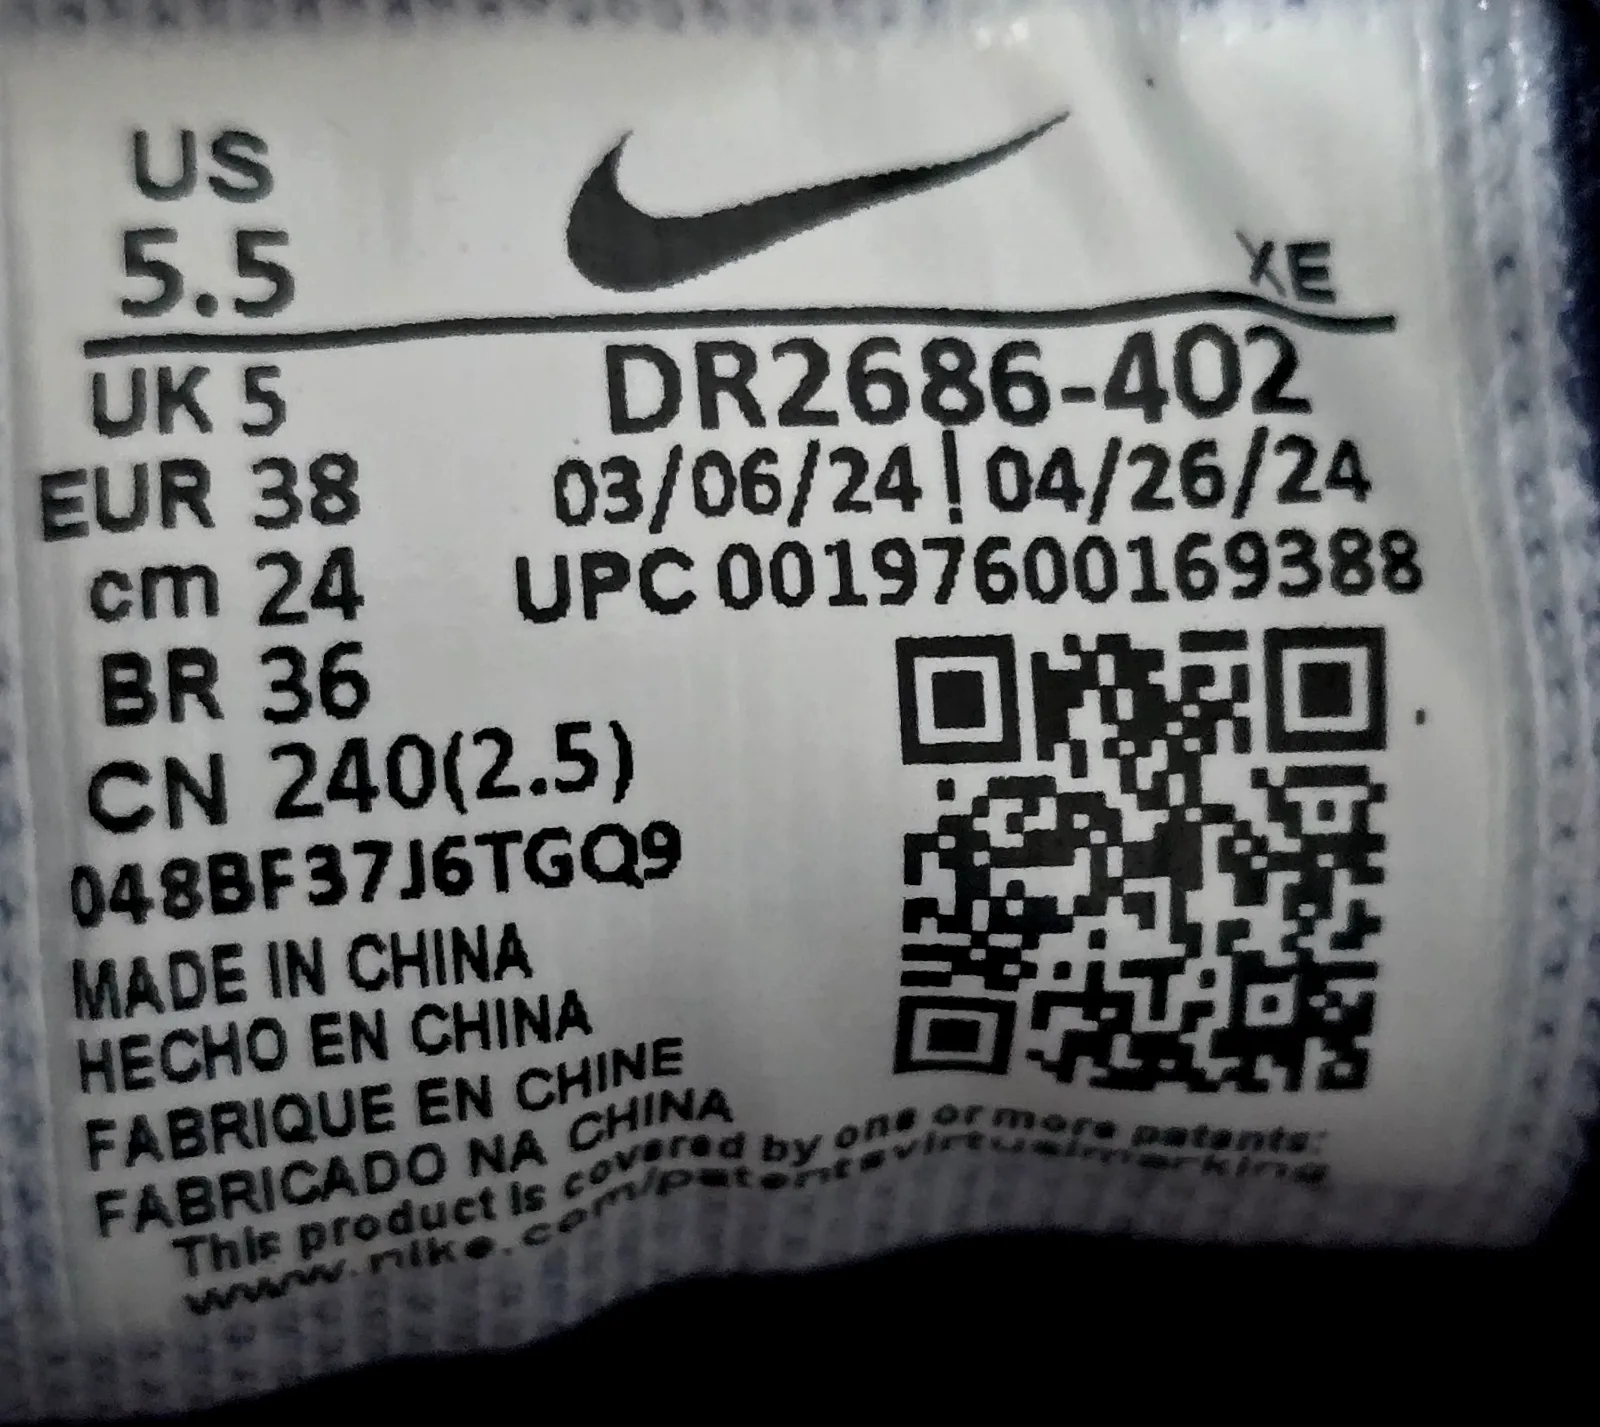 US
5.5
XE
UK 5
DR2686-402
EUR 38
03/06/24 | 04/26/24
cm 24
UPC 00197600169388
BR 36
CN 240(2.5)
048BF37J6TGQ9
MADE IN CHINA
HECHO EN CHINA
FABRIQUE EN CHINE
FABRICADO NA CHINA
This product is covered by one or more patents:
www.nike.com/patentsvirtualmarking